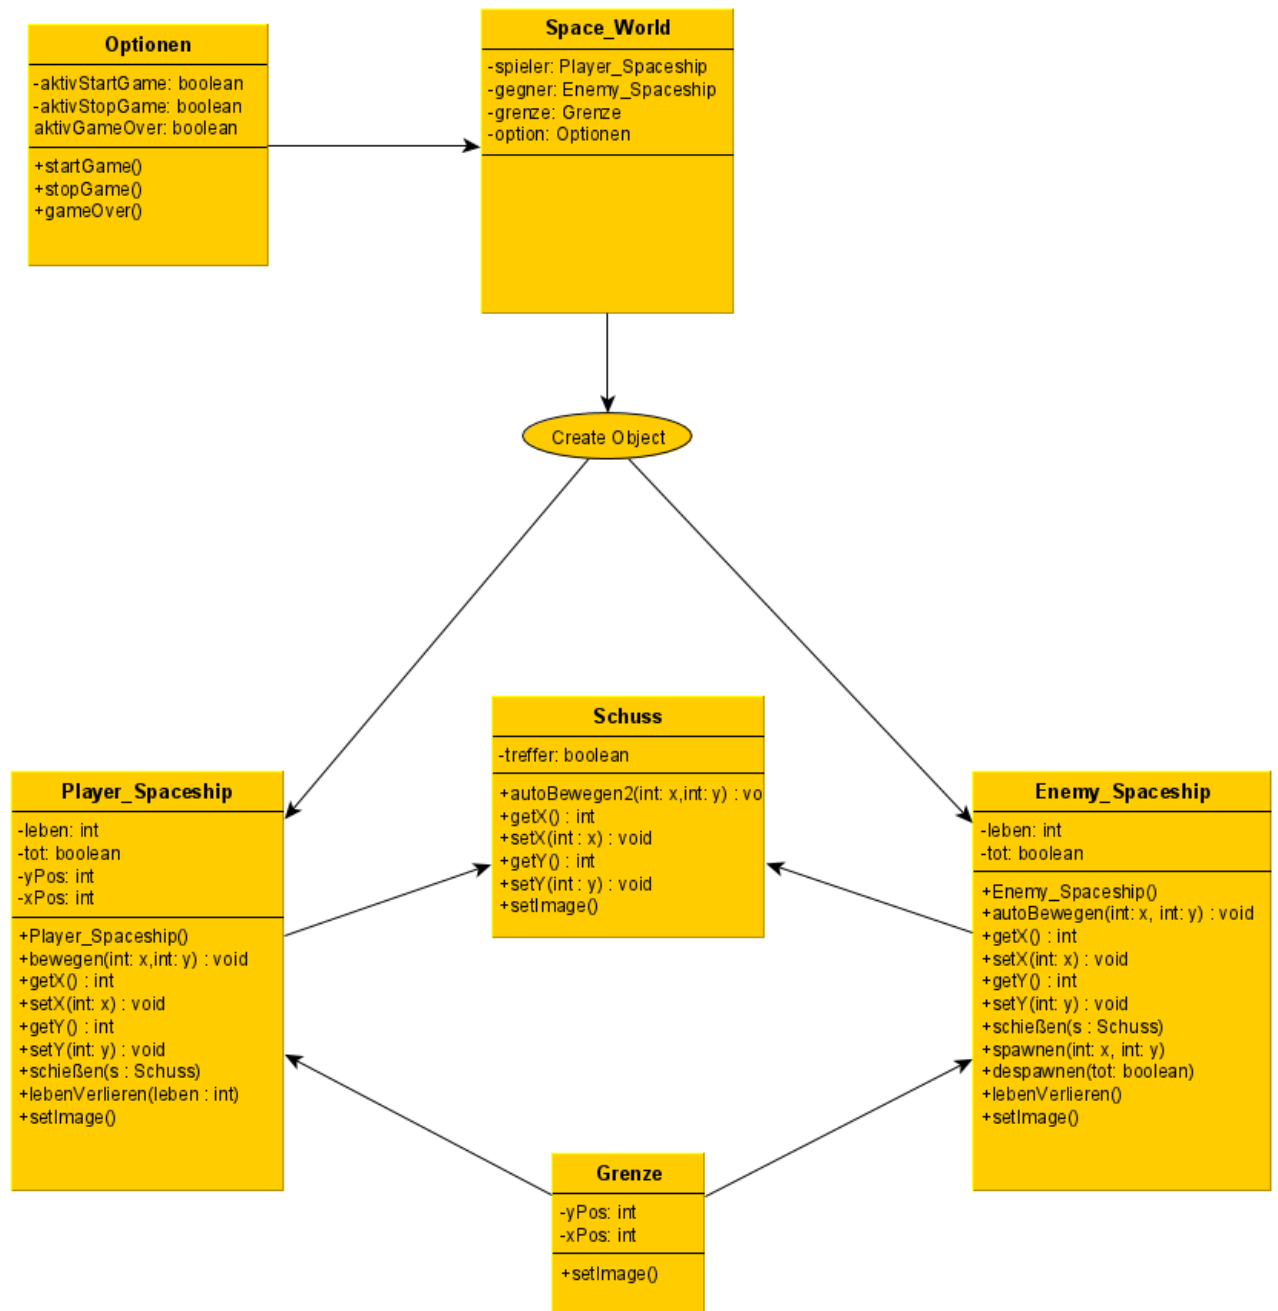 Optionen
-aktivStartGame: boolean
-aktivStopGame: boolean
aktivGameOver: boolean
+startGame()
+stopGame()
+gameOver()
Space_World
-spieler: Player_Spaceship
-gegner: Enemy_Spaceship
-grenze: Grenze
-option: Optionen
Create Object
Schuss
-treffer: boolean
+autoBewegen2(int: x,int: y) : vo
+getX() : int
+setX(int : x) : void
+getY() : int
+setY(int : y) : void
+setImage()
Player_Spaceship
-leben: int
-tot: boolean
-yPos: int
-xPos: int
+Player_Spaceship()
+bewegen(int: x,int: y) : void
+getX() : int
+setX(int: x) : void
+getY() : int
+setY(int: y) : void
+schießen(s : Schuss)
+lebenVerlieren(leben : int)
+setImage()
Enemy_Spaceship
-leben: int
-tot: boolean
+Enemy_Spaceship()
+autoBewegen(int: x, int: y) : void
+getX() : int
+setX(int: x) : void
+getY() : int
+setY(int: y) : void
+schießen(s : Schuss)
+spawnen(int: x, int: y)
+despawnen(tot: boolean)
+lebenVerlieren()
+setImage()
Grenze
-yPos: int
-xPos: int
+setImage()